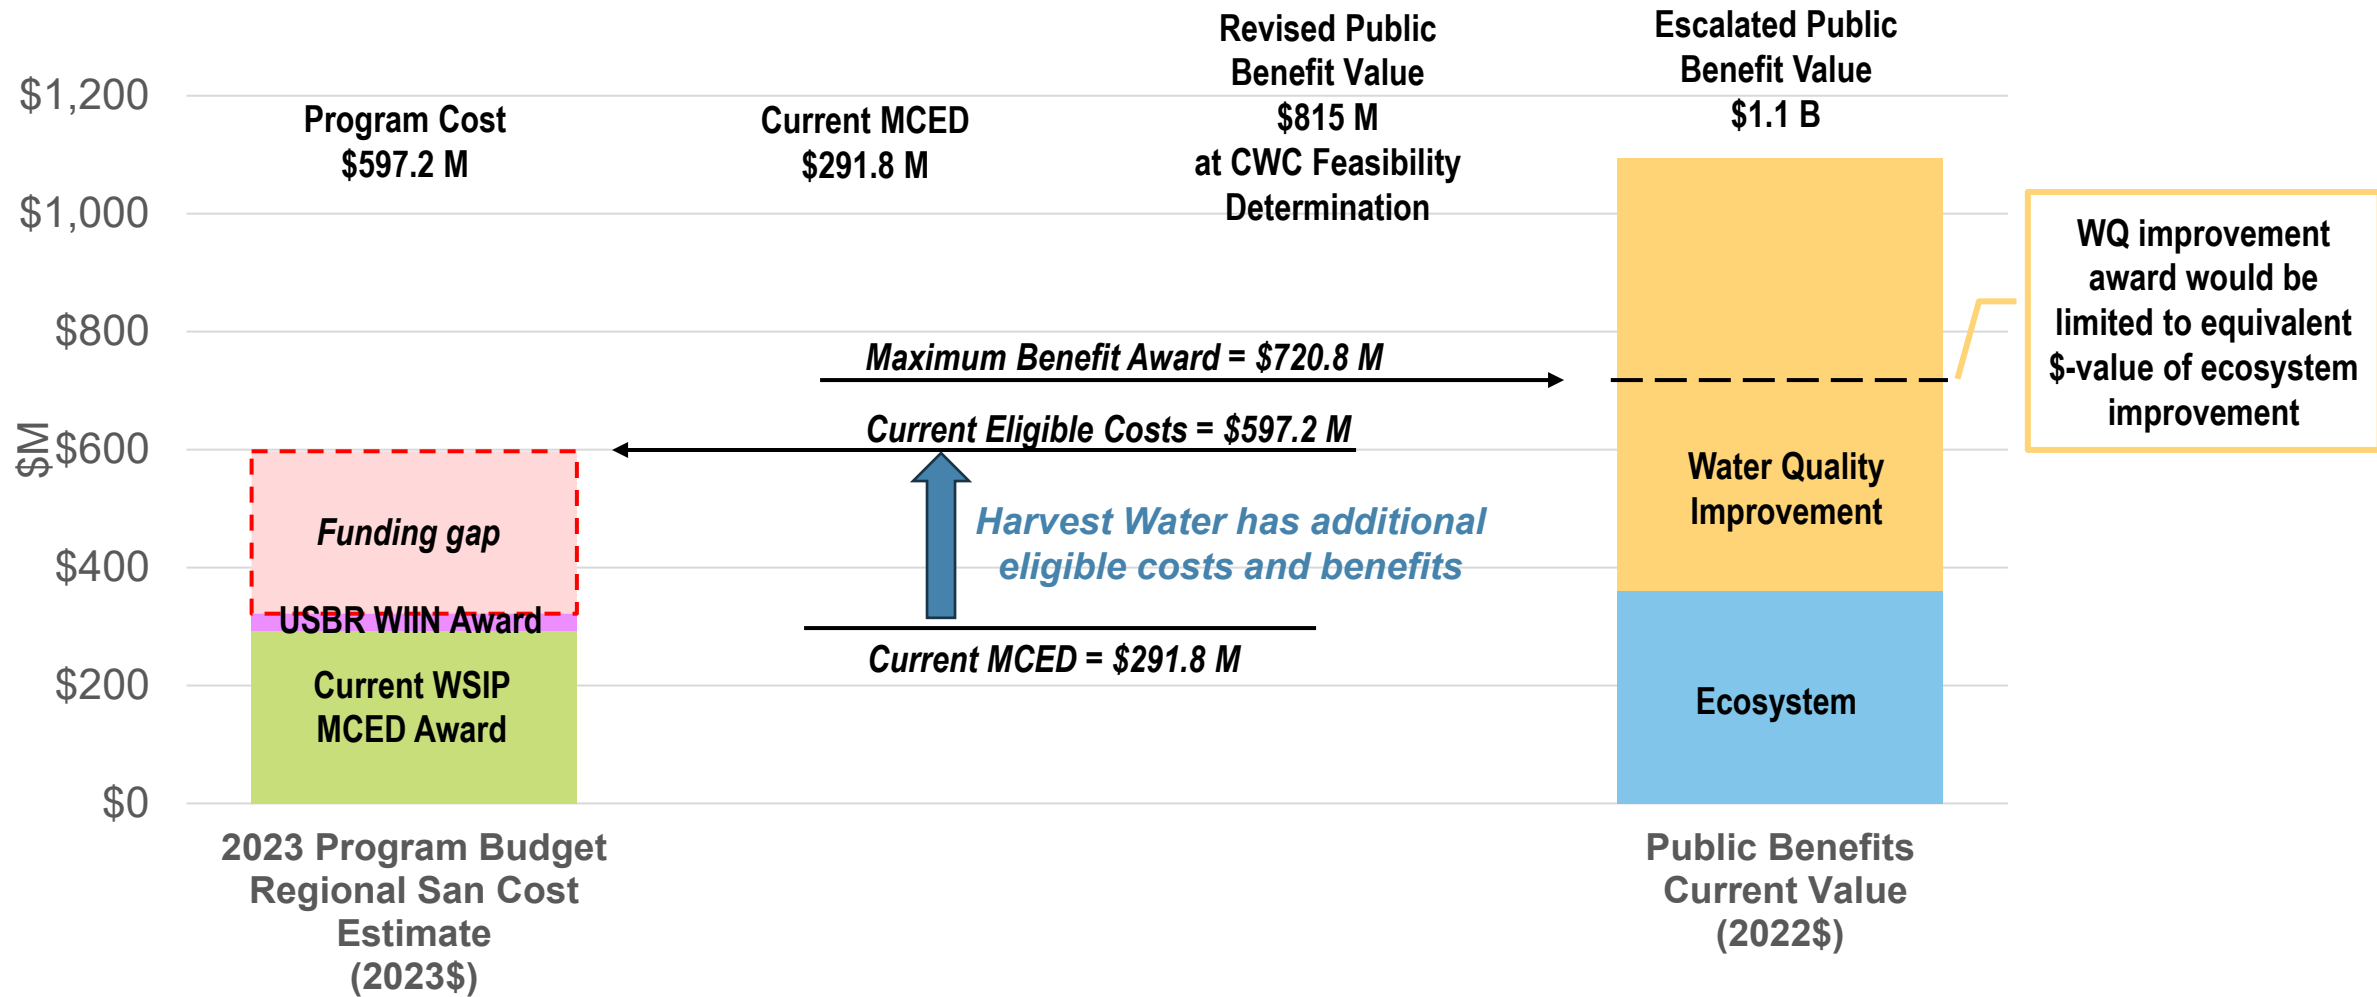 Program Cost
$597.2 M
Current MCED
$291.8 M
Revised Public
Benefit Value
$815 M
at CWC Feasibility
Determination
Escalated Public
Benefit Value
$1.1 B
$1,200
$1,000
$800
$600
$400
$200
$0
$M
WQ improvement
award would be
limited to equivalent
$-value of ecosystem
improvement
Maximum Benefit Award = $720.8 M
Current Eligible Costs = $597.2 M
Harvest Water has additional
eligible costs and benefits
Current MCED = $291.8 M
Funding gap
USBR WIIN Award
Current WSIP
MCED Award
Water Quality
Improvement
Ecosystem
2023 Program Budget
Regional San Cost
Estimate
(2023$)
Public Benefits
Current Value
(2022$)